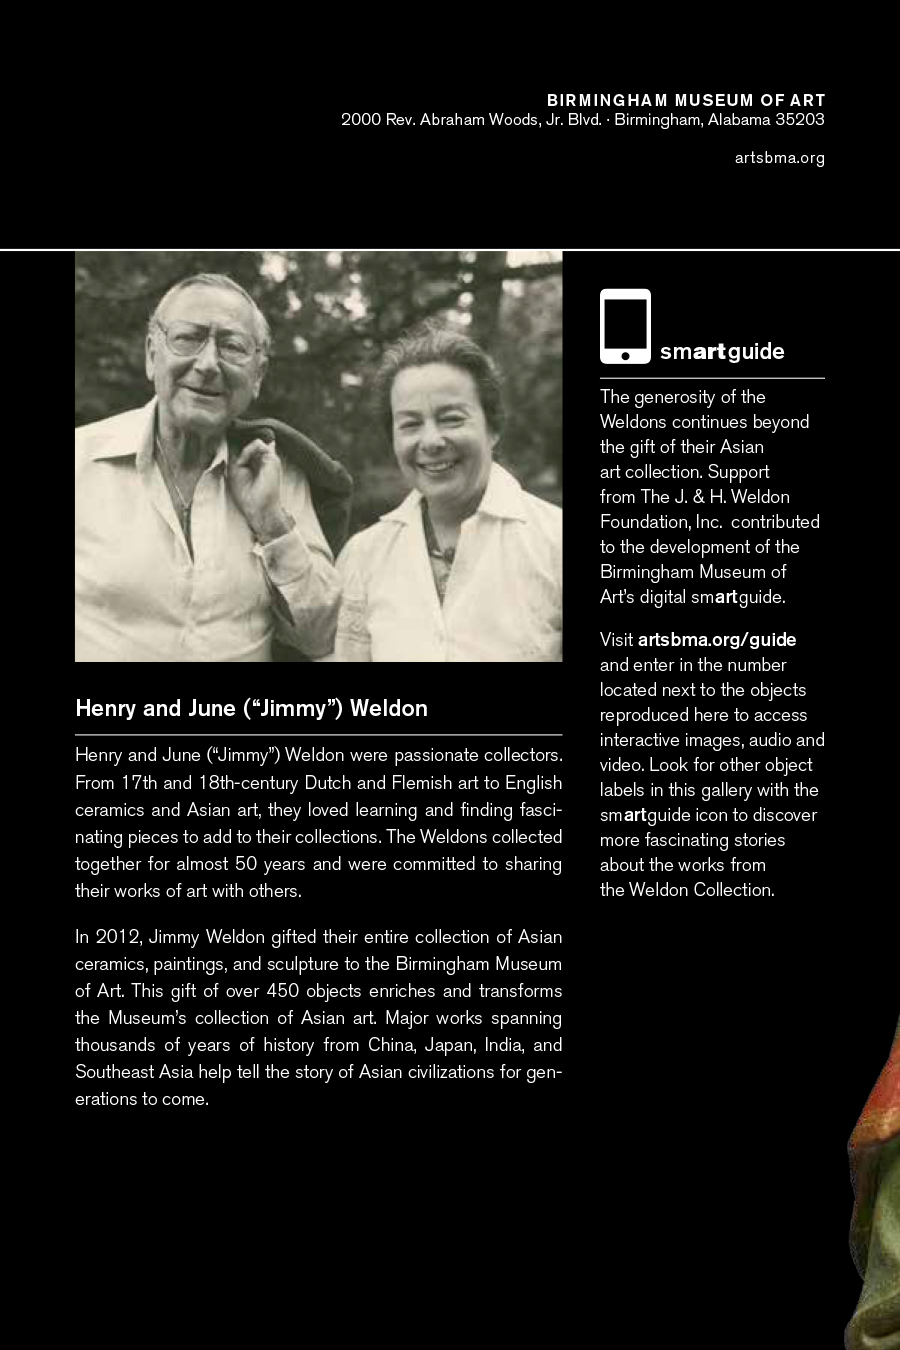 BIRMINGHAM MUSEUM OF ART
2000 Rev. Abraham Woods, Jr. Blvd. · Birmingham, Alabama 35203
artsbma.org
Henry and June (“Jimmy”) Weldon
Henry and June (“Jimmy”) Weldon were passionate collectors.
From 17th and 18th-century Dutch and Flemish art to English
ceramics and Asian art, they loved learning and finding fasci-
nating pieces to add to their collections. The Weldons collected
together for almost 50 years and were committed to sharing
their works of art with others.
In 2012, Jimmy Weldon gifted their entire collection of Asian
ceramics, paintings, and sculpture to the Birmingham Museum
of Art. This gift of over 450 objects enriches and transforms
the Museum’s collection of Asian art. Major works spanning
thousands of years of history from China, Japan, India, and
Southeast Asia help tell the story of Asian civilizations for gen-
erations to come.
smartguide
The generosity of the
Weldons continues beyond
the gift of their Asian
art collection. Support
from The J. & H. Weldon
Foundation, Inc. contributed
to the development of the
Birmingham Museum of
Art’s digital smartguide.
Visit artsbma.org/guide
and enter in the number
located next to the objects
reproduced here to access
interactive images, audio and
video. Look for other object
labels in this gallery with the
smartguide icon to discover
more fascinating stories
about the works from
the Weldon Collection.